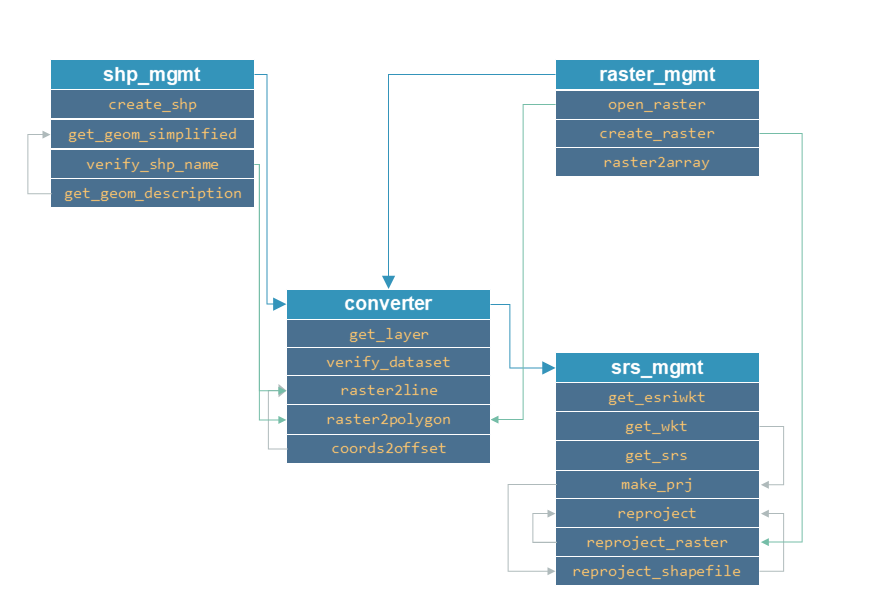 shp_mgmt
create_shp
get_geom_simplified
verify_shp_name
get_geom_description
raster_mgmt
open_raster
create_raster
raster2array
converter
get_layer
verify_dataset
raster2line
raster2polygon
coords2offset
srs_mgmt
get_esriwkt
get_wkt
get_srs
make_prj
reproject
reproject_raster
reproject_shapefile